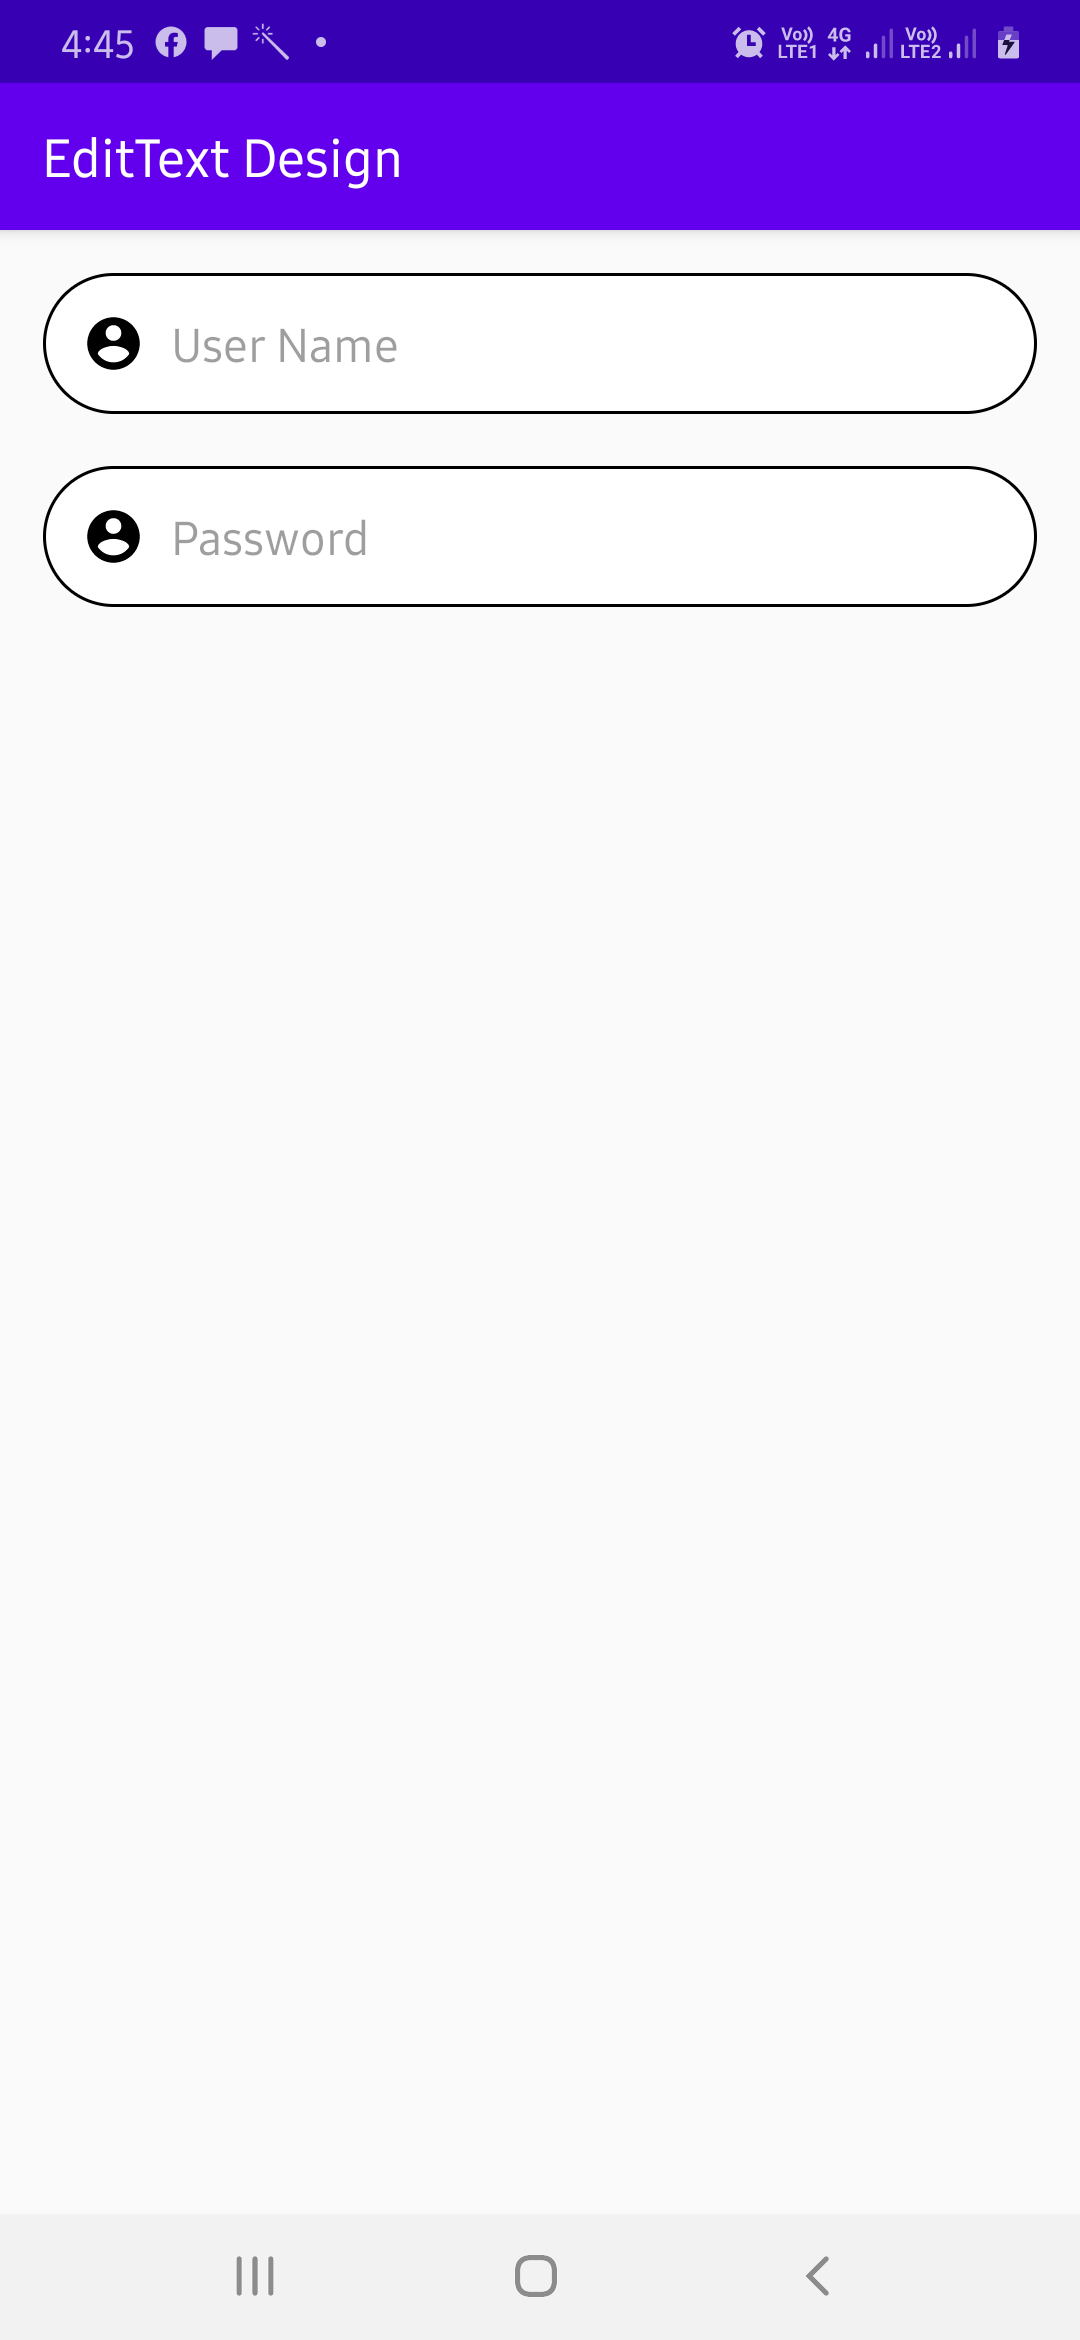 4:45 Vo)) 4G Vo))
LTE1 LTE2
EditText Design
User Name
Password